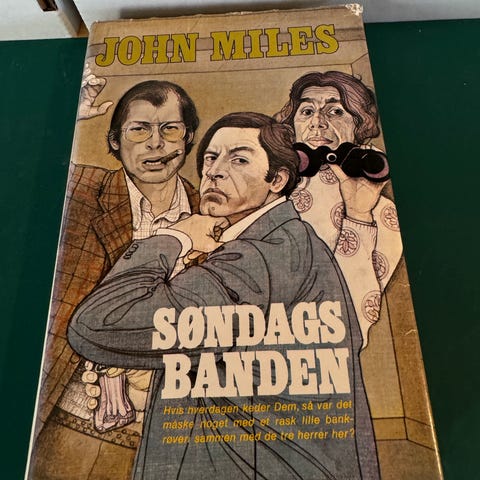 JOHN MILES
SØNDAGS
BANDEN
Hvis hverdagen keder Dem, så var det
måske noget med et rask lille bank-
røveri sammen med de tre herrer her?